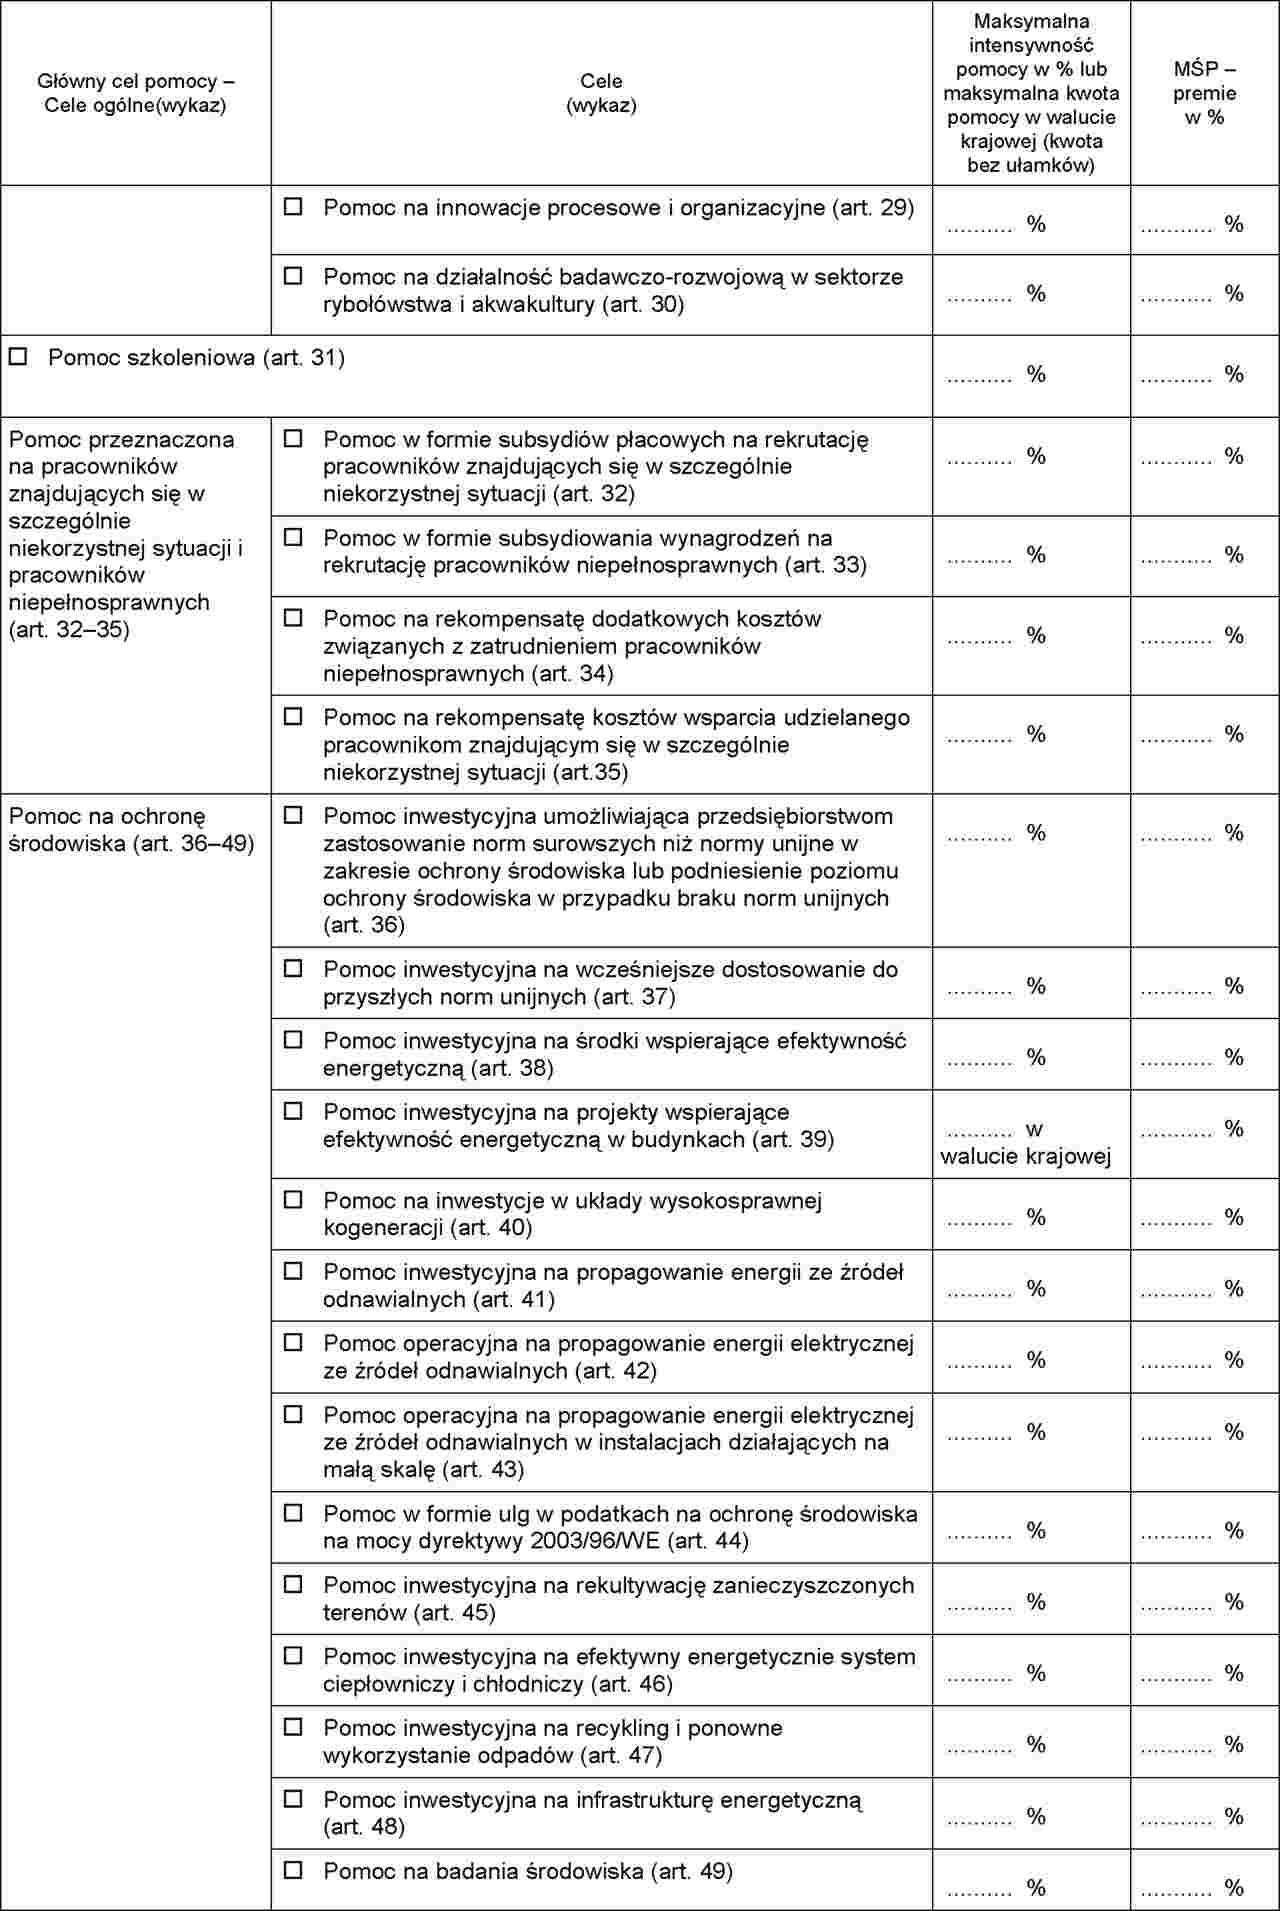 Główny cel pomocy –
Cele ogólne(wykaz)
Cele
(wykaz)
Maksymalna
intensywność
pomocy w % lub
maksymalna kwota
pomocy w walucie
krajowej (kwota
bez ułamków)
MŚP –
premie
w %
☐ Pomoc na innowacje procesowe i organizacyjne (art. 29)
.......... %
........... %
☐ Pomoc na działalność badawczo-rozwojową w sektorze
rybołówstwa i akwakultury (art. 30)
.......... %
........... %
☐ Pomoc szkoleniowa (art. 31)
.......... %
........... %
Pomoc przeznaczona
na pracowników
znajdujących się w
szczególnie
niekorzystnej sytuacji i
pracowników
niepełnosprawnych
(art. 32–35)
☐ Pomoc w formie subsydiów płacowych na rekrutację
pracowników znajdujących się w szczególnie
niekorzystnej sytuacji (art. 32)
.......... %
........... %
☐ Pomoc w formie subsydiowania wynagrodzeń na
rekrutację pracowników niepełnosprawnych (art. 33)
.......... %
........... %
☐ Pomoc na rekompensatę dodatkowych kosztów
związanych z zatrudnieniem pracowników
niepełnosprawnych (art. 34)
.......... %
........... %
☐ Pomoc na rekompensatę kosztów wsparcia udzielanego
pracownikom znajdującym się w szczególnie
niekorzystnej sytuacji (art.35)
.......... %
........... %
Pomoc na ochronę
środowiska (art. 36–49)
☐ Pomoc inwestycyjna umożliwiająca przedsiębiorstwom
zastosowanie norm surowszych niż normy unijne w
zakresie ochrony środowiska lub podniesienie poziomu
ochrony środowiska w przypadku braku norm unijnych
(art. 36)
.......... %
........... %
☐ Pomoc inwestycyjna na wcześniejsze dostosowanie do
przyszłych norm unijnych (art. 37)
.......... %
........... %
☐ Pomoc inwestycyjna na środki wspierające efektywność
energetyczną (art. 38)
.......... %
........... %
☐ Pomoc inwestycyjna na projekty wspierające
efektywność energetyczną w budynkach (art. 39)
.......... w
walucie krajowej
........... %
☐ Pomoc na inwestycje w układy wysokosprawnej
kogeneracji (art. 40)
.......... %
........... %
☐ Pomoc inwestycyjna na propagowanie energii ze źródeł
odnawialnych (art. 41)
.......... %
........... %
☐ Pomoc operacyjna na propagowanie energii elektrycznej
ze źródeł odnawialnych (art. 42)
.......... %
........... %
☐ Pomoc operacyjna na propagowanie energii elektrycznej
ze źródeł odnawialnych w instalacjach działających na
małą skalę (art. 43)
.......... %
........... %
☐ Pomoc w formie ulg w podatkach na ochronę środowiska
na mocy dyrektywy 2003/96/WE (art. 44)
.......... %
........... %
☐ Pomoc inwestycyjna na rekultywację zanieczyszczonych
terenów (art. 45)
.......... %
........... %
☐ Pomoc inwestycyjna na efektywny energetycznie system
ciepłowniczy i chłodniczy (art. 46)
.......... %
........... %
☐ Pomoc inwestycyjna na recykling i ponowne
wykorzystanie odpadów (art. 47)
.......... %
........... %
☐ Pomoc inwestycyjna na infrastrukturę energetyczną
(art. 48)
.......... %
........... %
☐ Pomoc na badania środowiska (art. 49)
.......... %
........... %